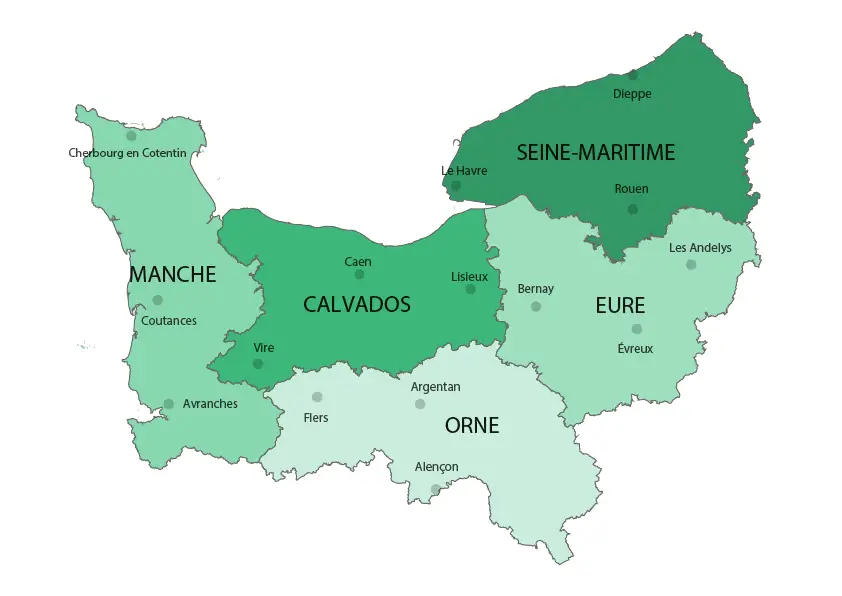 Dieppe
SEINE-MARITIME
Cherbourg en Cotentin
Le Havre
Rouen
Les Andelys
Caen
MANCHE
Lisieux
Bernay
CALVADOS
EURE
Coutances
Vire
Évreux
Argentan
Avranches
Flers
ORNE
Alençon